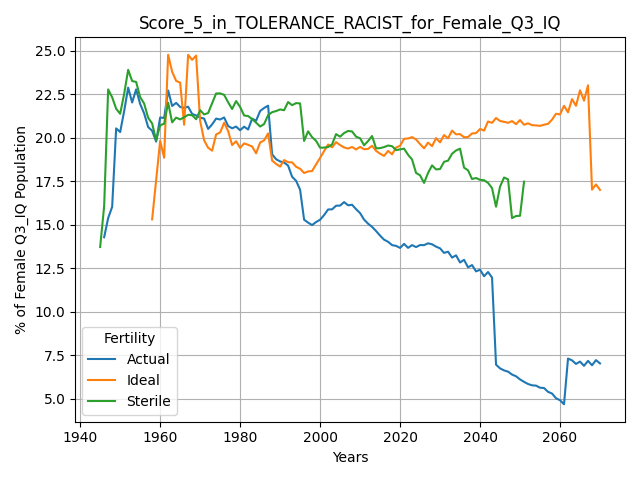 Score_5_in_TOLERANCE_RACIST_for_Female_Q3_IQ
% of Female Q3_IQ Population
25.0
22.5
20.0
17.5
15.0
12.5
10.0
7.5
5.0
Fertility
Actual
Ideal
Sterile
1940 1960 1980 2000 2020 2040 2060
Years